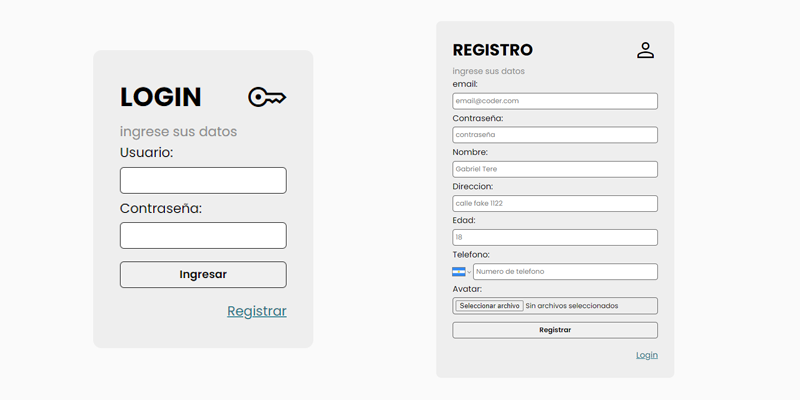 LOGIN
ingrese sus datos
Usuario:
Contraseña:
Ingresar
Registrar
REGISTRO
ingrese sus datos
email:
email@coder.com
Contraseña:
contraseña
Nombre:
Gabriel Tere
Direccion:
calle fake 1122
Edad:
18
Telefono:
Numero de telefono
Avatar:
Seleccionar archivo Sin archivos seleccionados
Registrar
Login